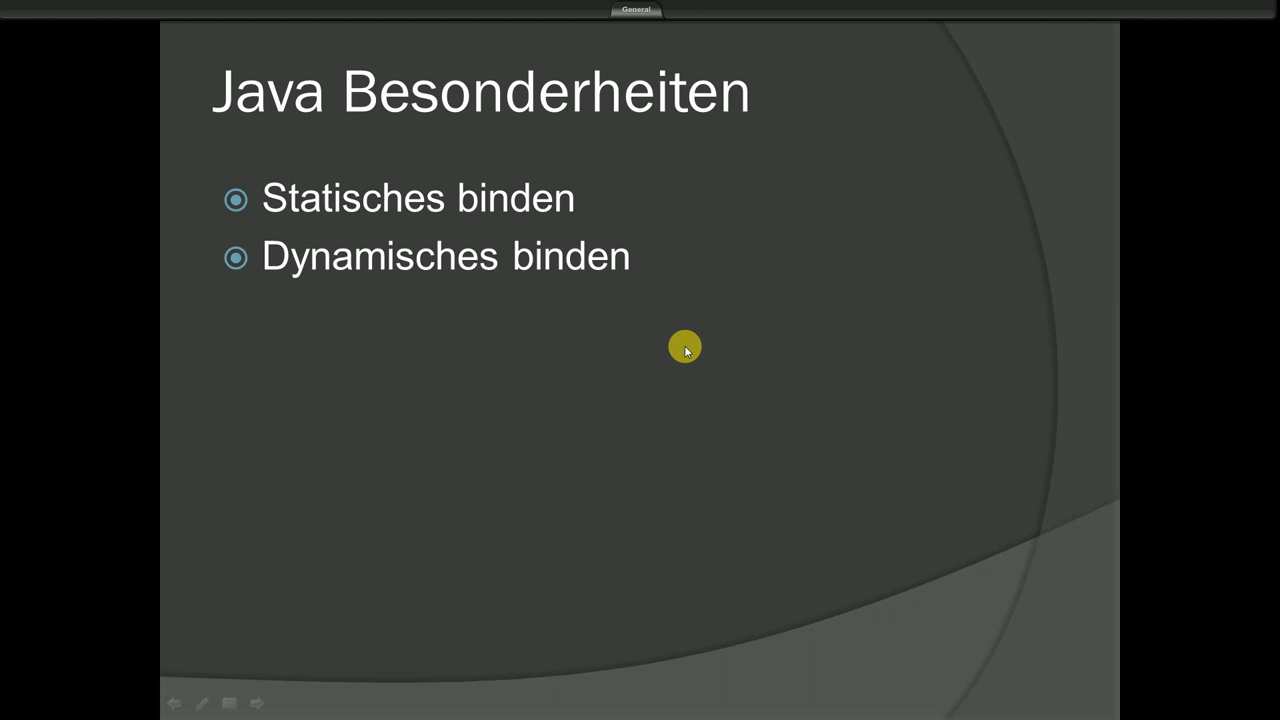 General
Java Besonderheiten
Statisches binden
Dynamisches binden